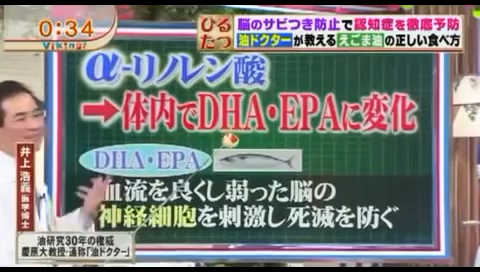 0:34
Viking!
ひるたつ
脳のサビつき防止で認知症を徹底予防
油ドクターが教えるえごま油の正しい食べ方
α-リノレン酸
➡体内でDHA・EPAに変化
DHA・EPA
血流を良くし弱った脳の
神経細胞を刺激し死滅を防ぐ
井上 浩義 医学博士
油研究30年の権威
慶應大教授・通称「油ドクター」